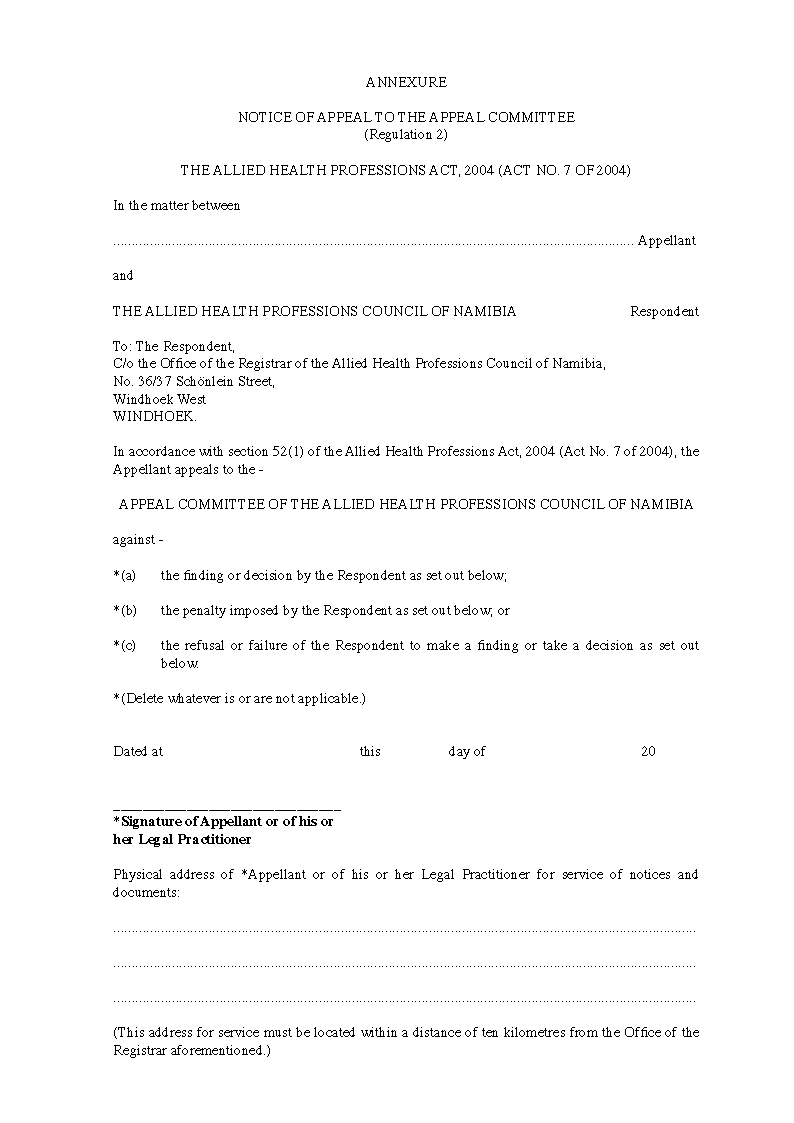 ANNEXURE
NOTICE OF APPEAL TO THE APPEAL COMMITTEE
(Regulation 2)
THE ALLIED HEALTH PROFESSIONS ACT, 2004 (ACT NO. 7 OF 2004)
In the matter between
................................................................................................................................................ Appellant
and
THE ALLIED HEALTH PROFESSIONS COUNCIL OF NAMIBIA Respondent
To: The Respondent,
C/o the Office of the Registrar of the Allied Health Professions Council of Namibia,
No. 36/37 Schönlein Street,
Windhoek West
WINDHOEK.
In accordance with section 52(1) of the Allied Health Professions Act, 2004 (Act No. 7 of 2004), the
Appellant appeals to the -
APPEAL COMMITTEE OF THE ALLIED HEALTH PROFESSIONS COUNCIL OF NAMIBIA
against -
*(a) the finding or decision by the Respondent as set out below;
*(b) the penalty imposed by the Respondent as set out below; or
*(c) the refusal or failure of the Respondent to make a finding or take a decision as set out
below.
*(Delete whatever is or are not applicable.)
Dated at this day of 20
________________________________
*Signature of Appellant or of his or
her Legal Practitioner
Physical address of *Appellant or of his or her Legal Practitioner for service of notices and
documents:
................................................................................................................................................................
................................................................................................................................................................
................................................................................................................................................................
(This address for service must be located within a distance of ten kilometres from the Office of the
Registrar aforementioned.)